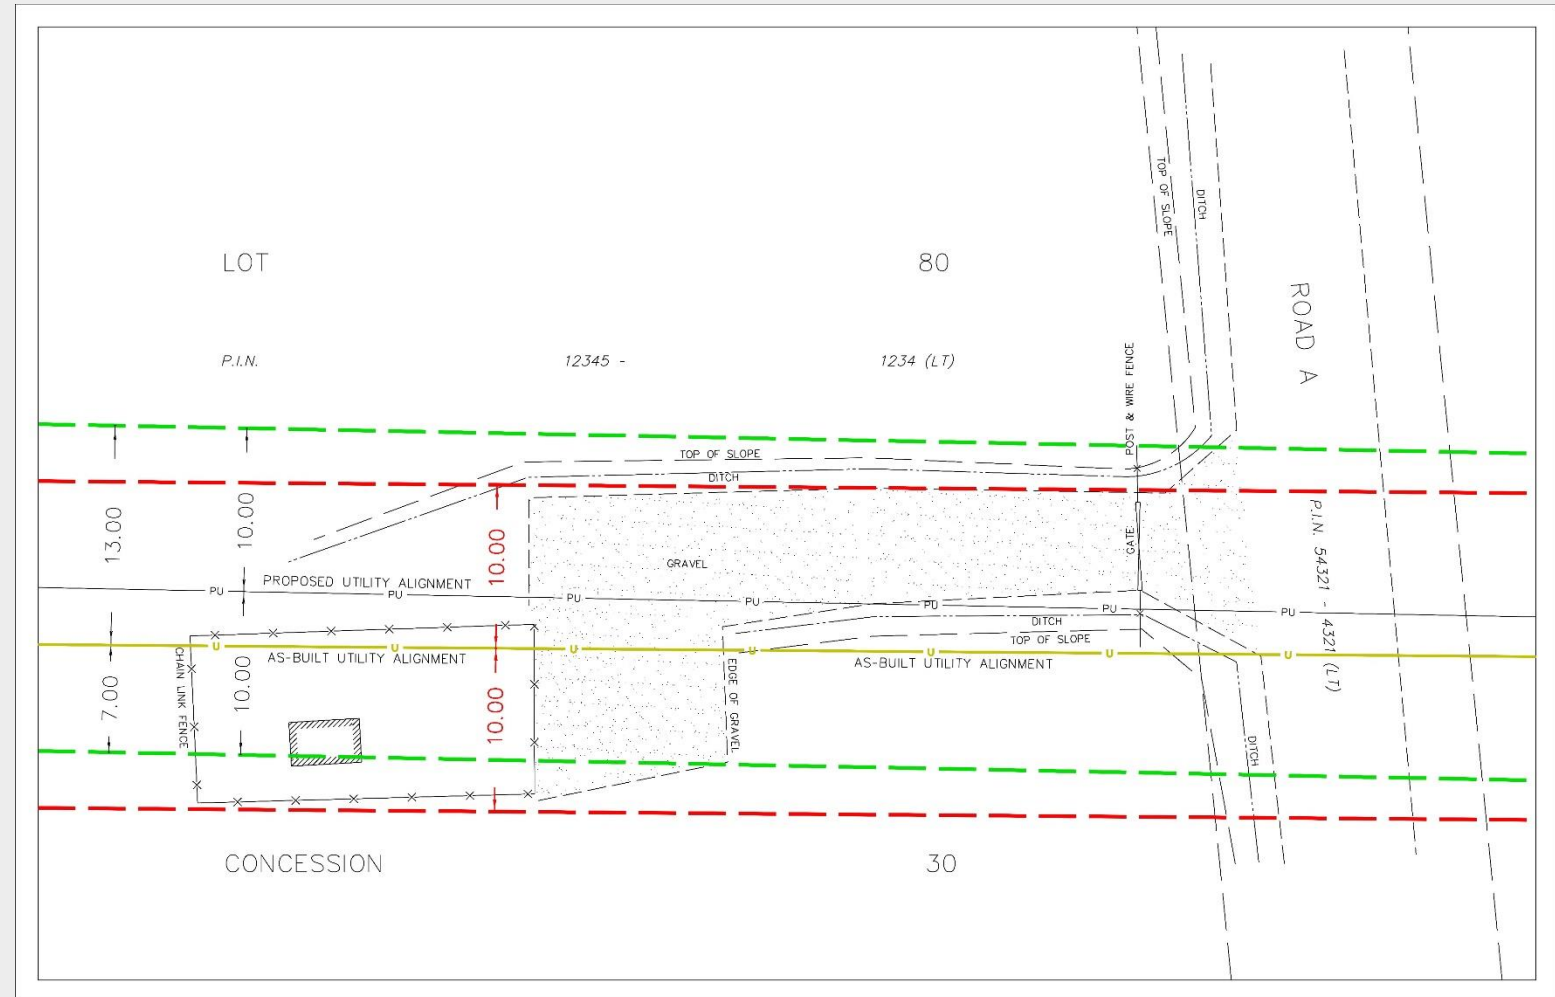 TOP OF SLOPE
DITCH
LOT
80
ROAD A
P.I.N.
12345 -
1234 (LT)
POST & WIRE FENCE
TOP OF SLOPE
DITCH
13.00
10.00
10.00
GRAVEL
GATE
P.I.N. 54321 - 4321 (LT)
PROPOSED UTILITY ALIGNMENT
PU
PU
PU
PU
PU
PU
PU
DITCH
TOP OF SLOPE
U
U
U
U
U
U
U
AS-BUILT UTILITY ALIGNMENT
AS-BUILT UTILITY ALIGNMENT
CHAIN LINK FENCE
7.00
10.00
10.00
EDGE OF GRAVEL
DITCH
CONCESSION
30